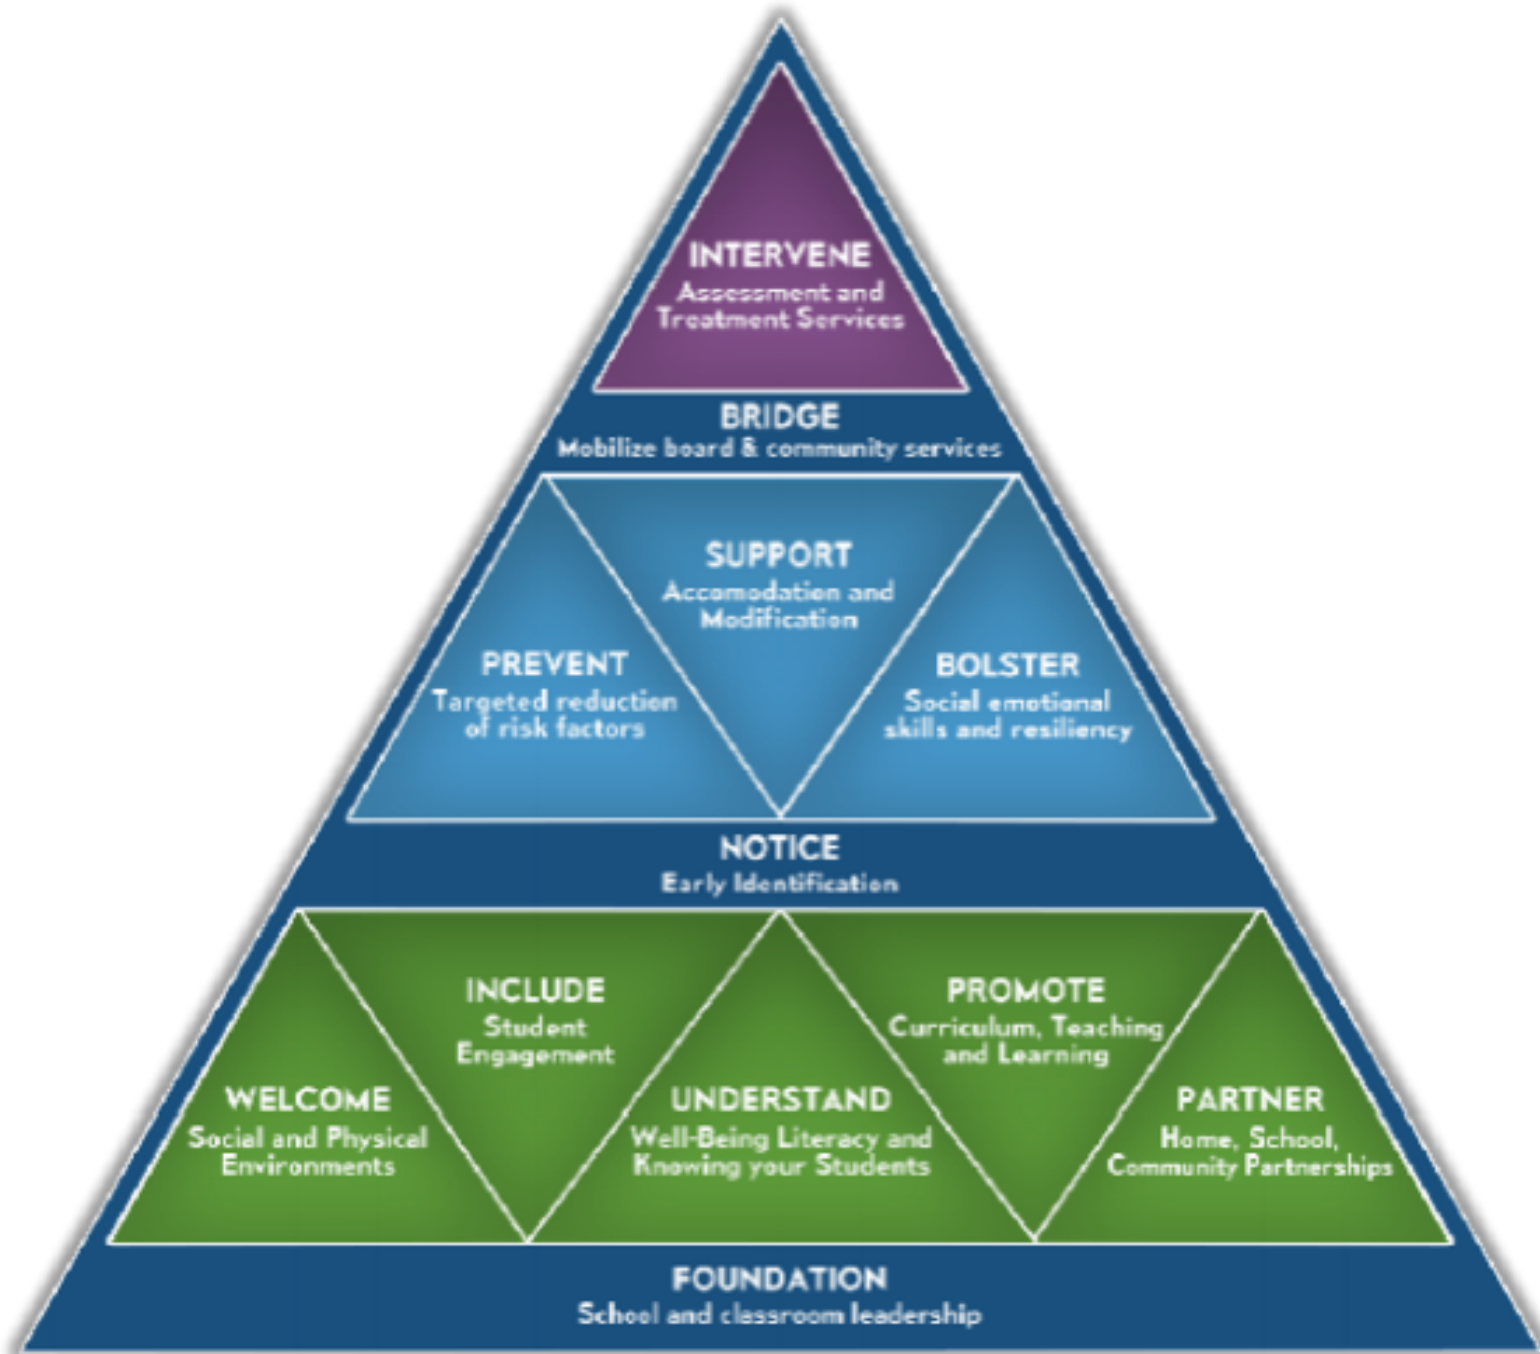 INTERVENE
Assessment and
Treatment Services
BRIDGE
Mobilize board & community services
SUPPORT
Accomodation and
Modification
PREVENT
Targeted reduction
of risk factors
BOLSTER
Social emotional
skills and resiliency
NOTICE
Early Identification
INCLUDE
Student
Engagement
PROMOTE
Curriculum, Teaching
and Learning
WELCOME
Social and Physical
Environments
UNDERSTAND
Well-Being Literacy and
Knowing your Students
PARTNER
Home, School,
Community Partnerships
FOUNDATION
School and classroom leadership